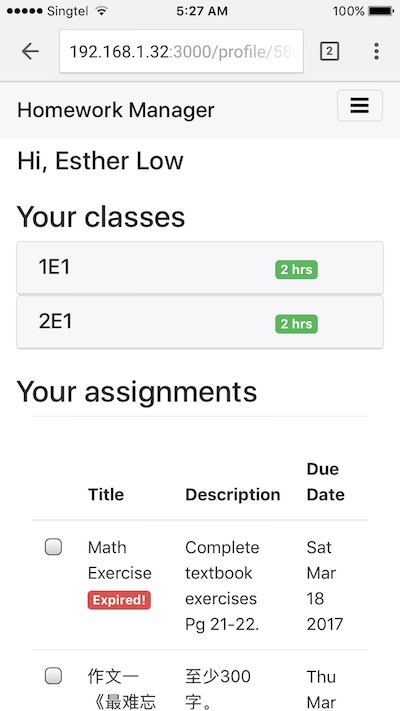 Singtel 5:27 AM 100%
192.168.1.32:3000/profile/58
2
Homework Manager
Hi, Esther Low
Your classes
1E1 2 hrs
2E1 2 hrs
Your assignments
Title Description Due Date
Math Exercise
Expired!
Complete
textbook
exercises
Pg 21-22.
Sat
Mar
18
2017
作文一
《最难忘
至少300
字。
Thu
Mar